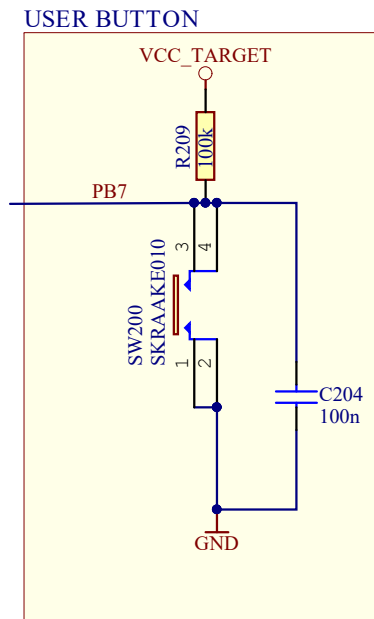 USER BUTTON
VCC_TARGET
R209
100k
PB7
3
4
SW200
SKRAAKE010
1
2
C204
100n
GND